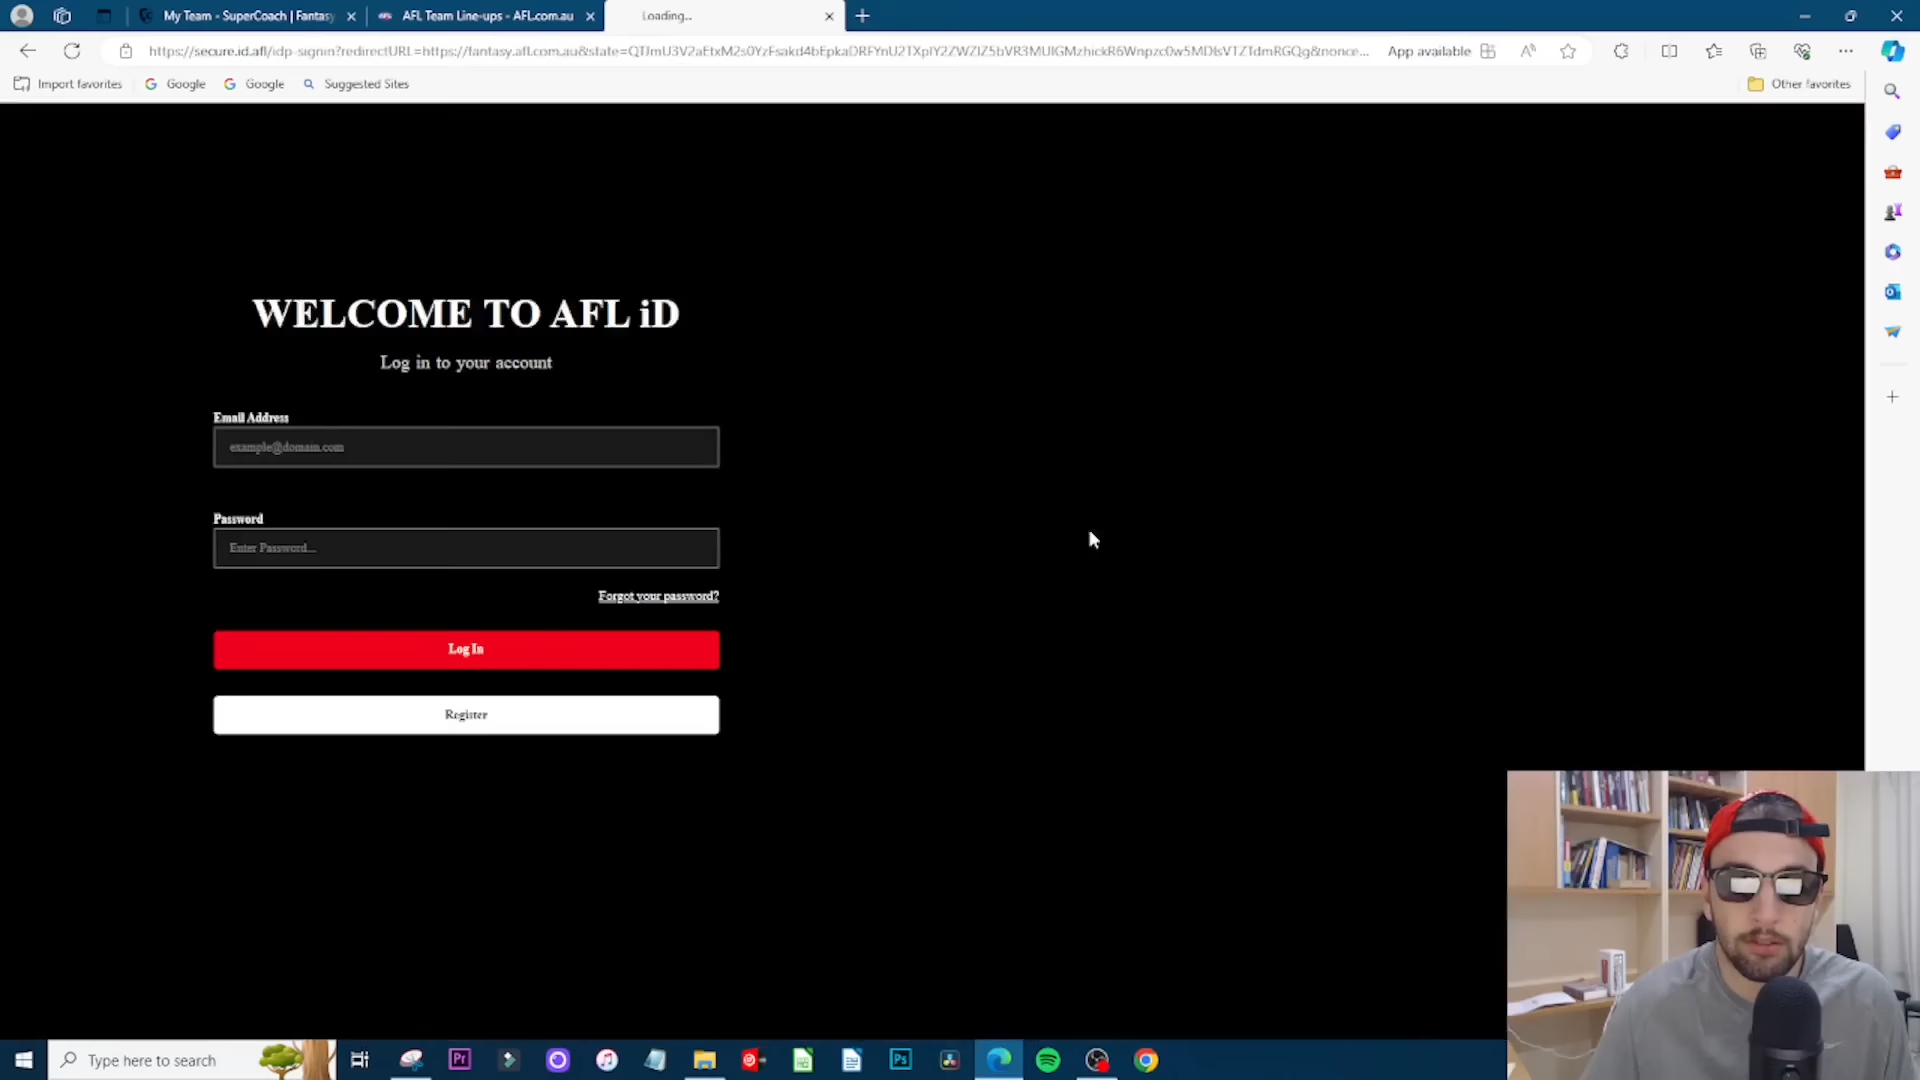 My Team - SuperCoach | Fantasy
AFL Team Line-ups - AFL.com.au
Loading...
App available
Import favorites
Google
Google
Suggested Sites
Other favorites
WELCOME TO AFL iD
Log in to your account
Email Address
example@domain.com
Password
Enter Password...
Forgot your password?
Log In
Register
Type here to search
Pr
Ps